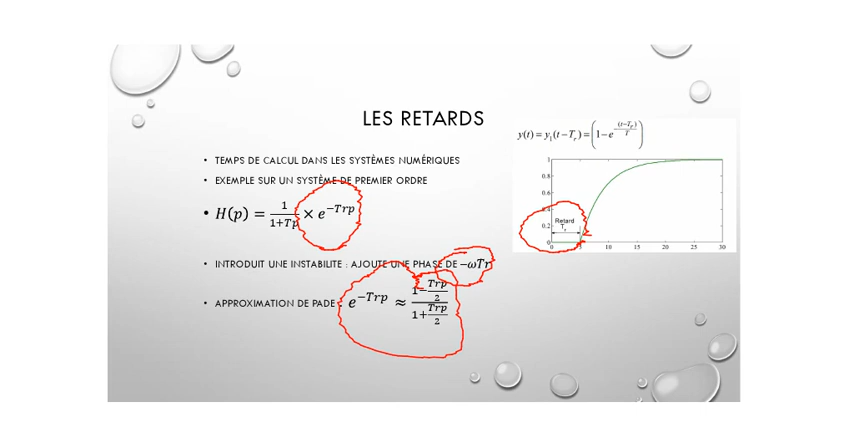 LES RETARDS
• TEMPS DE CALCUL DANS LES SYSTÈMES NUMÉRIQUES
• EXEMPLE SUR UN SYSTÈME DE PREMIER ORDRE
• H(p) = 1/(1+Tp) × e^(−Trp)
• INTRODUIT UNE INSTABILITE : AJOUTE UNE PHASE DE −ωTr
• APPROXIMATION DE PADE : e^(−Trp) ≈ (1−Trp/2)/(1+Trp/2)
y(t) = y₁(t−Tᵣ) = (1−e^((t−Tᵣ)/T))
1
0.8
0.6
0.4
0.2
0
Retard
Tᵣ
0 5 10 15 20 25 30